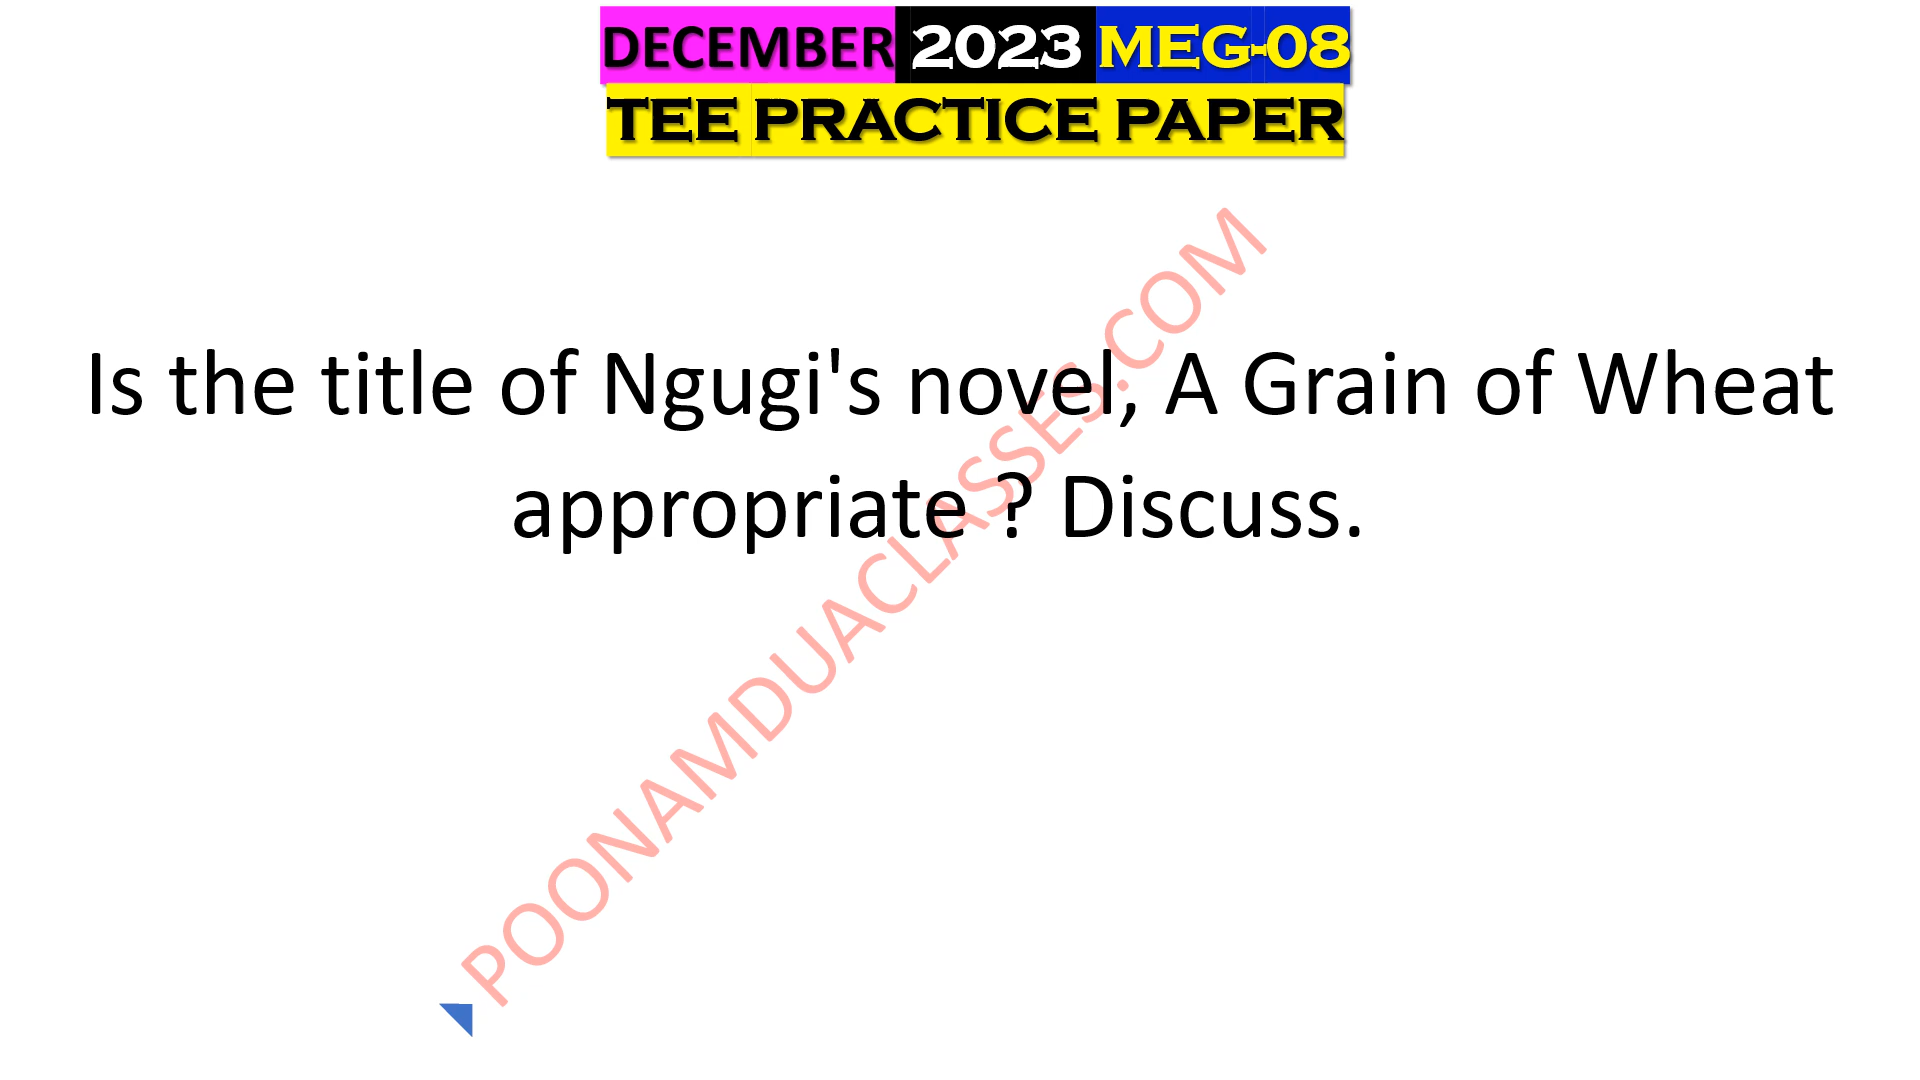 DECEMBER 2023 MEG-08
TEE PRACTICE PAPER
Is the title of Ngugi's novel, A Grain of Wheat
appropriate ? Discuss.
POONAMDUACLASSES.COM